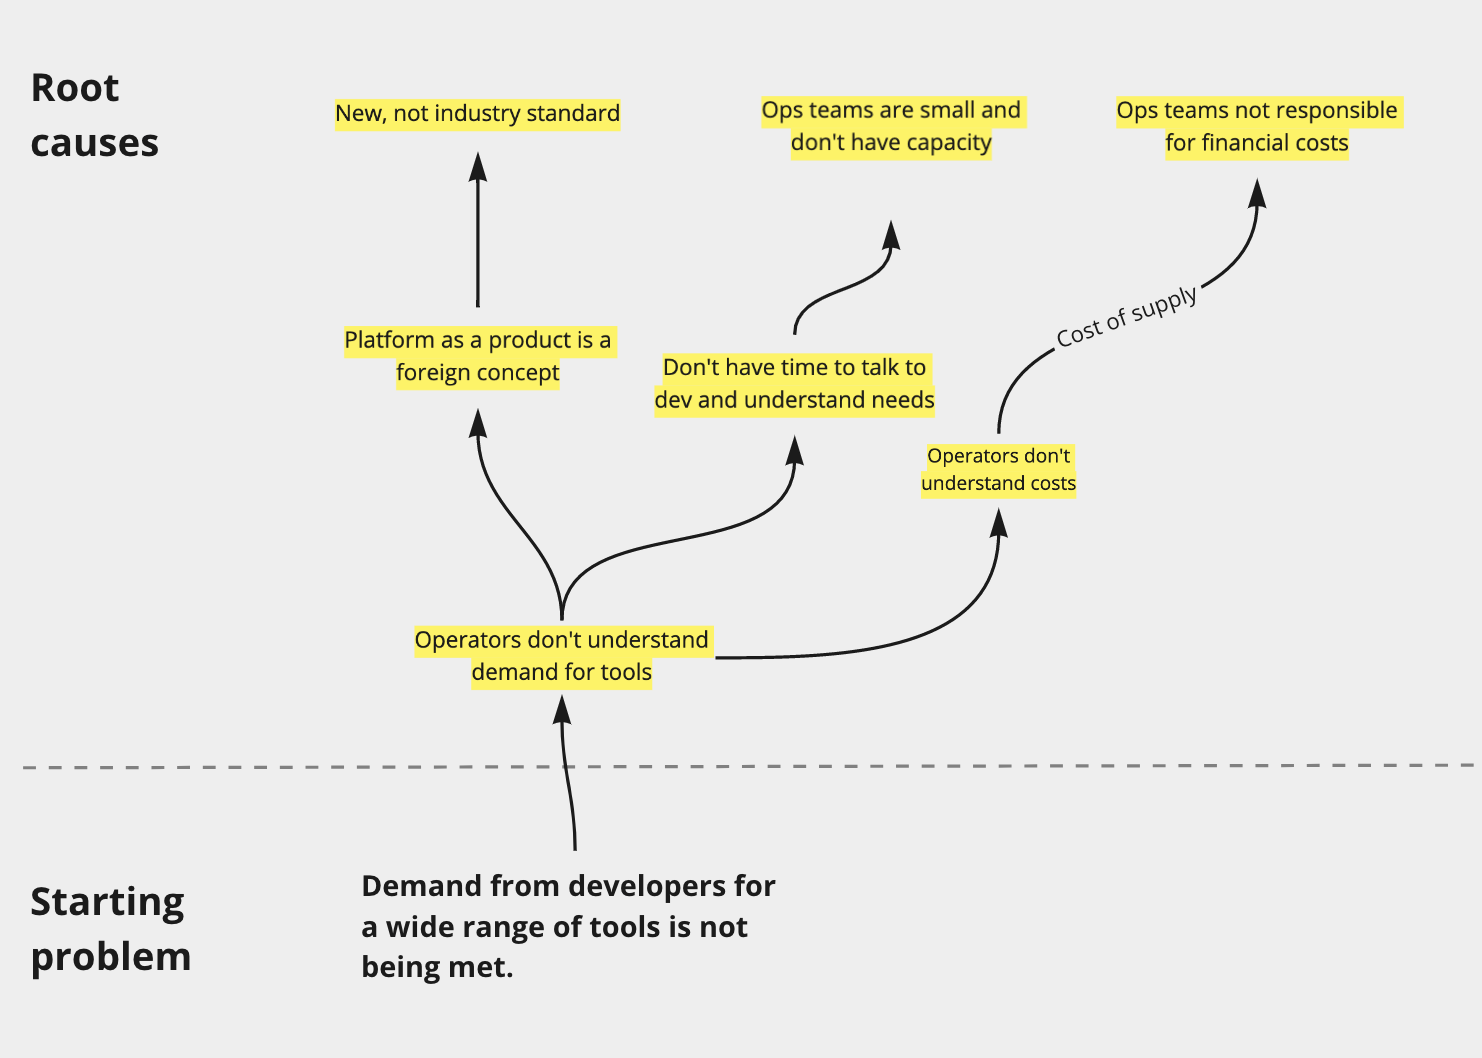 Root
causes
New, not industry standard
Ops teams are small and
don't have capacity
Ops teams not responsible
for financial costs
Cost of supply
Platform as a product is a
foreign concept
Don't have time to talk to
dev and understand needs
Operators don't
understand costs
Operators don't understand
demand for tools
Starting
problem
Demand from developers for
a wide range of tools is not
being met.